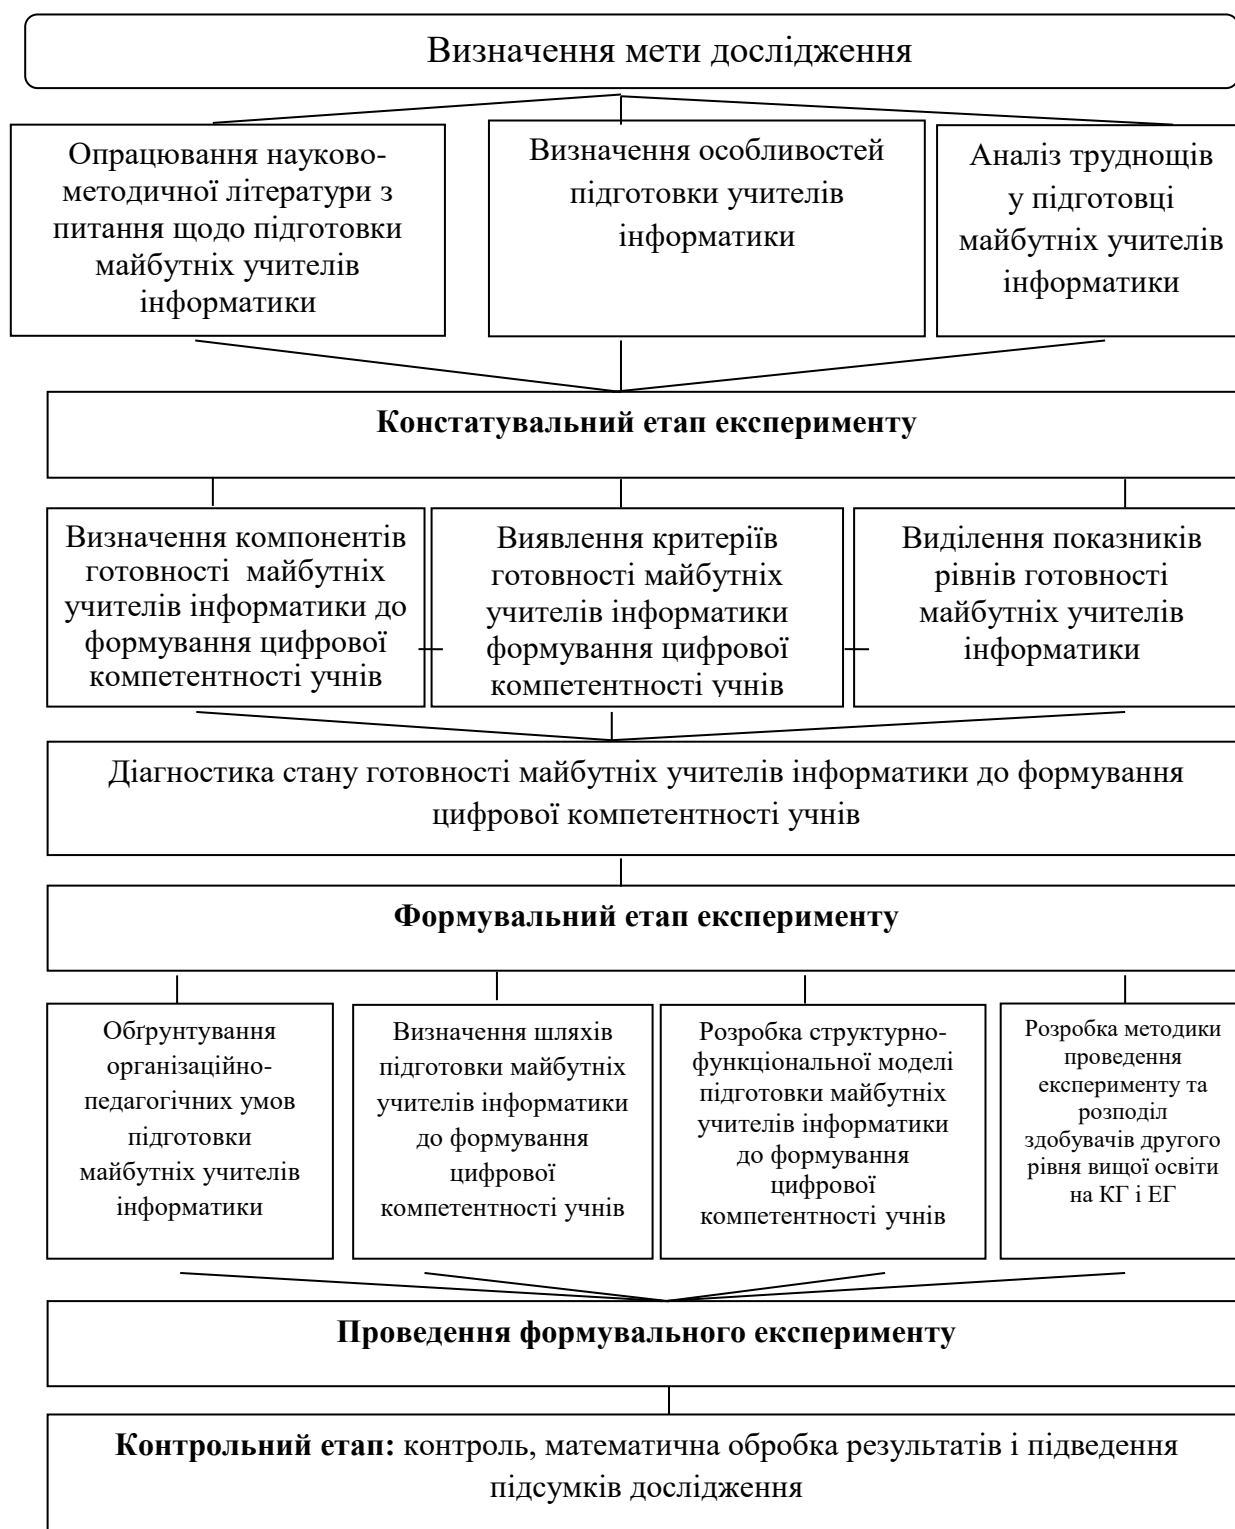 Визначення мети дослідження
Опрацювання науково-
методичної літератури з
питання щодо підготовки
майбутніх учителів
інформатики
Визначення особливостей
підготовки учителів
інформатики
Аналіз труднощів
у підготовці
майбутніх учителів
інформатики
Констатувальний етап експерименту
Визначення компонентів
готовності майбутніх
учителів інформатики до
формування цифрової
компетентності учнів
Виявлення критеріїв
готовності майбутніх
учителів інформатики
формування цифрової
компетентності учнів
Виділення показників
рівнів готовності
майбутніх учителів
інформатики
Діагностика стану готовності майбутніх учителів інформатики до формування
цифрової компетентності учнів
Формувальний етап експерименту
Обґрунтування
організаційно-
педагогічних умов
підготовки
майбутніх учителів
інформатики
Визначення шляхів
підготовки майбутніх
учителів інформатики
до формування
цифрової
компетентності учнів
Розробка структурно-
функціональної моделі
підготовки майбутніх
учителів інформатики
до формування
цифрової
компетентності учнів
Розробка методики
проведення
експерименту та
розподіл
здобувачів другого
рівня вищої освіти
на КГ і ЕГ
Проведення формувального експерименту
Контрольний етап: контроль, математична обробка результатів і підведення
підсумків дослідження